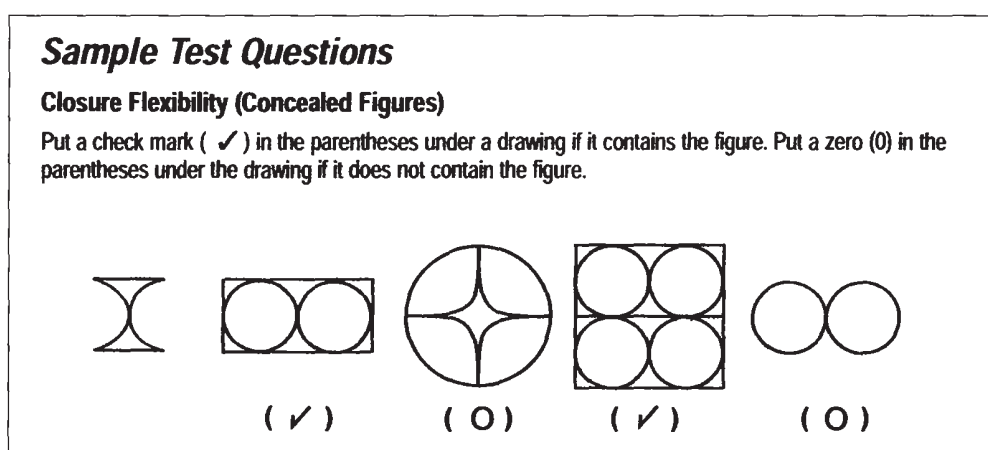 Sample Test Questions
Closure Flexibility (Concealed Figures)
Put a check mark ( ✓ ) in the parentheses under a drawing if it contains the figure. Put a zero (0) in the
parentheses under the drawing if it does not contain the figure.
( ✓ ) ( O ) ( ✓ ) ( O )